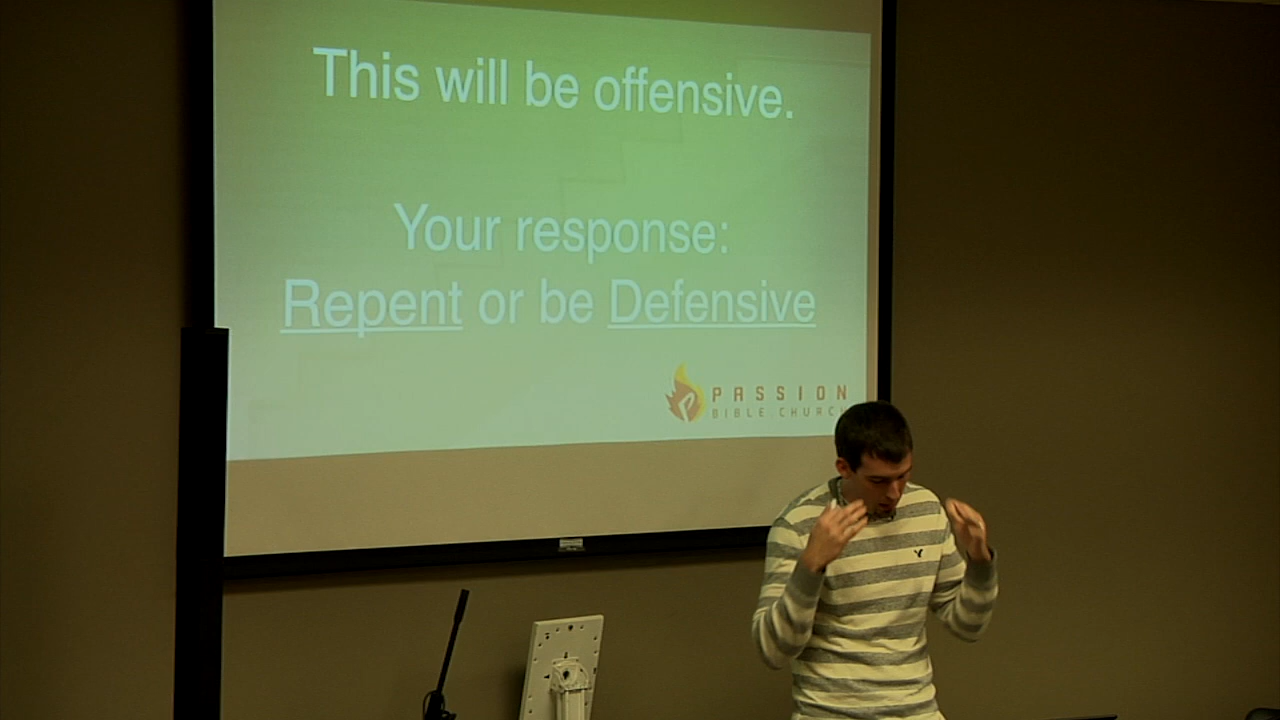 This will be offensive.
Your response:
Repent or be Defensive
PASSION
BIBLE.CHURCH